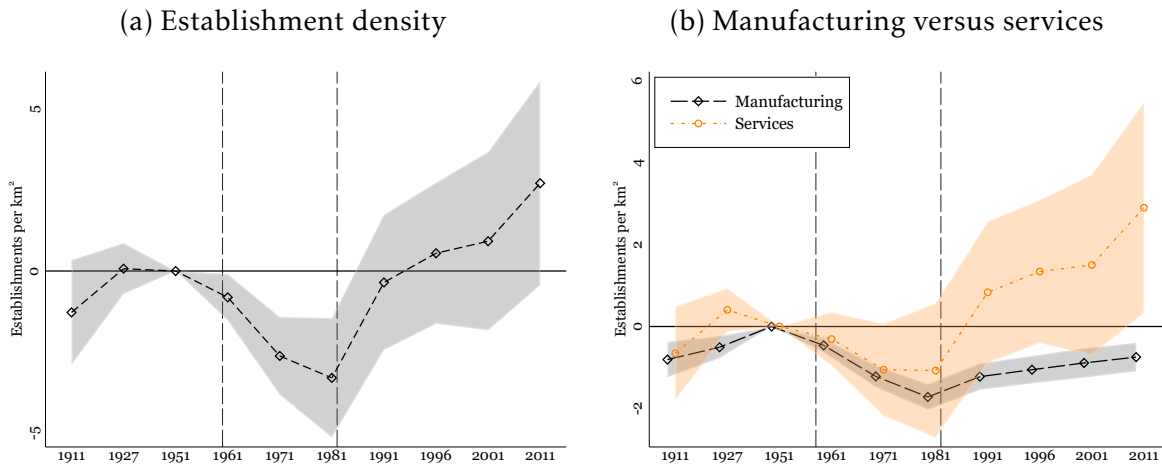 (a) Establishment density
Establishments per km²
5
0
-5
1911 1927 1951 1961 1971 1981 1991 1996 2001 2011
(b) Manufacturing versus services
Manufacturing
Services
Establishments per km²
6
4
2
0
-2
1911 1927 1951 1961 1971 1981 1991 1996 2001 2011